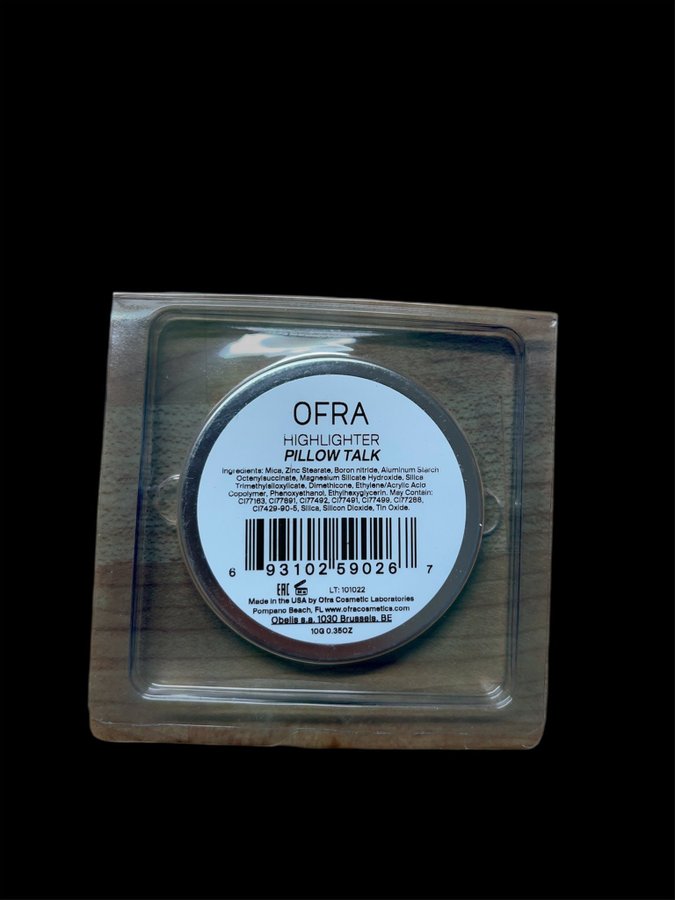 OFRA
HIGHLIGHTER
PILLOW TALK
Ingredients: Mica, Zinc Stearate, Boron nitride, Aluminum Starch
Octenylsuccinate, Magnesium Silicate Hydroxide, Silica
Trimethylsiloxylicate, Dimethicone, Ethylene/Acrylic Acid
Copolymer, Phenoxyethanol, Ethylhexyglycerin. May Contain:
CI77163, CI77891, CI77492, CI77491, CI77499, CI77288,
CI7429-90-5, Silica, Silicon Dioxide, Tin Oxide.
6 93102 59026 7
EAC LT: 101022
Made in the USA by Ofra Cosmetic Laboratories
Pompano Beach, FL www.ofracosmetics.com
Obelis s.a. 1030 Brussels, BE
10G 0.35OZ